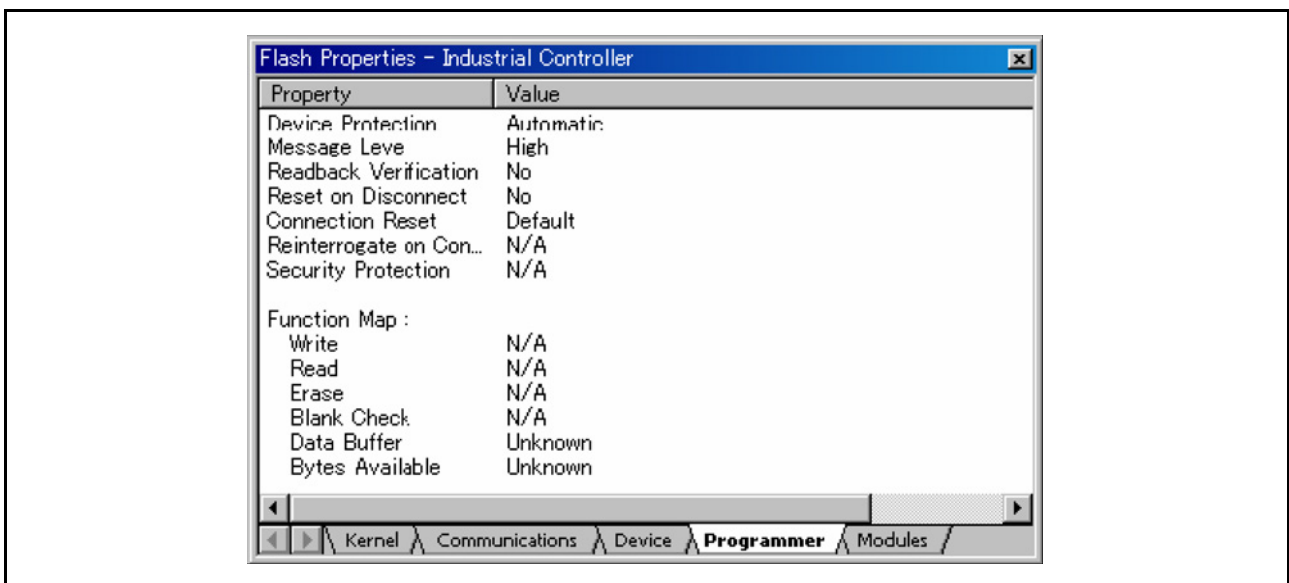 Flash Properties - Industrial Controller
Property Value
Device Protection Automatic
Message Leve High
Readback Verification No
Reset on Disconnect No
Connection Reset Default
Reinterrogate on Con... N/A
Security Protection N/A
Function Map :
Write N/A
Read N/A
Erase N/A
Blank Check N/A
Data Buffer Unknown
Bytes Available Unknown
Kernel Communications Device Programmer Modules